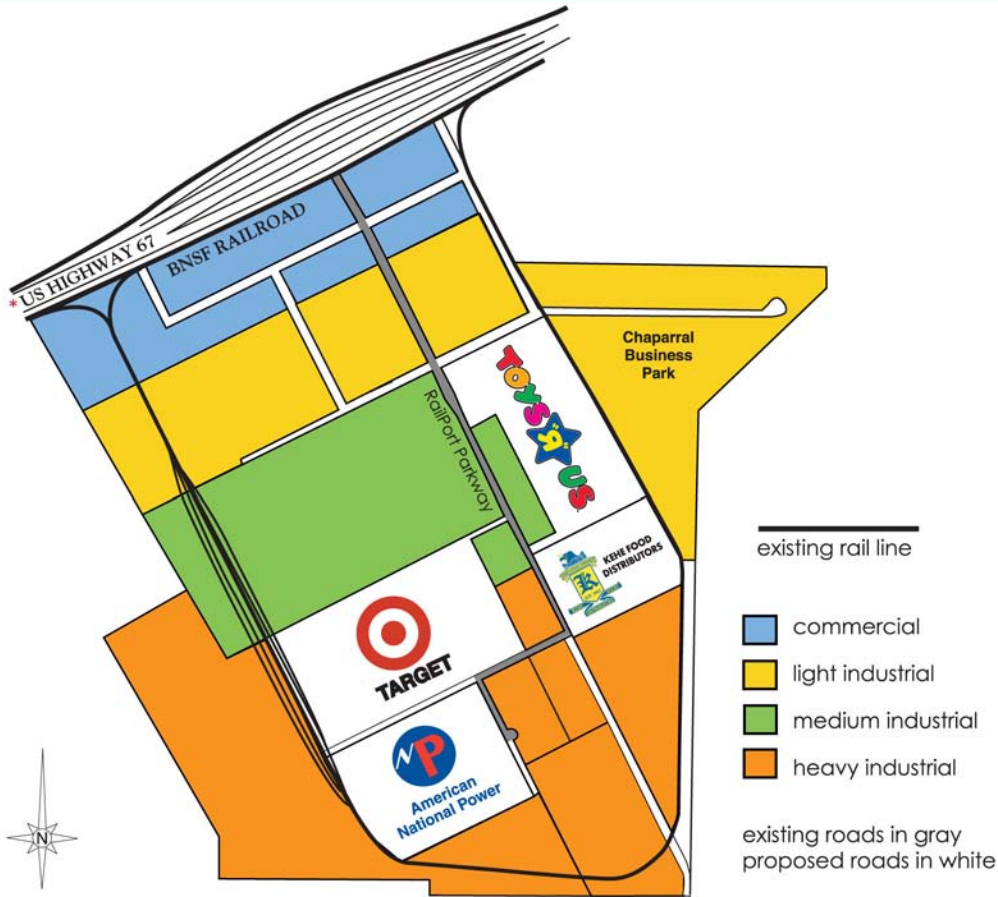 * US HIGHWAY 67
BNSF RAILROAD
Chaparral
Business
Park
TOYS R US
RailPort Parkway
KEHE FOOD
DISTRIBUTORS
K
TARGET
NP
American
National Power
existing rail line
commercial
light industrial
medium industrial
heavy industrial
N
existing roads in gray
proposed roads in white